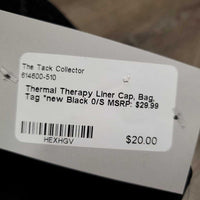 The Tack Collector
614600-510
Thermal Therapy Liner Cap, Bag,
Tag *new Black 0/S MSRP: $29.99
HEXHGV
$20.00